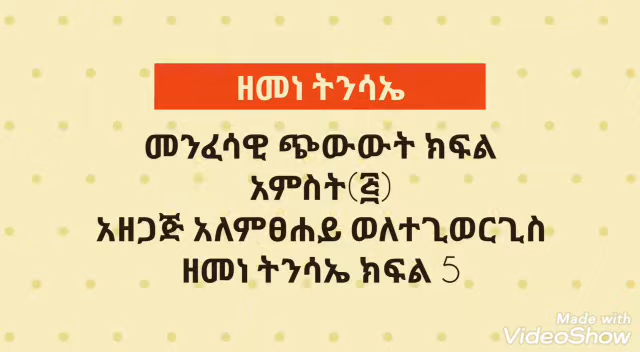 ዘመነ ትንሳኤ
መንፈሳዊ ጭውውት ክፍል
አምስት(፭)
አዘጋጅ አለምፀሐይ ወለተጊወርጊስ
ዘመነ ትንሳኤ ክፍል 5
Made with
VideoShow